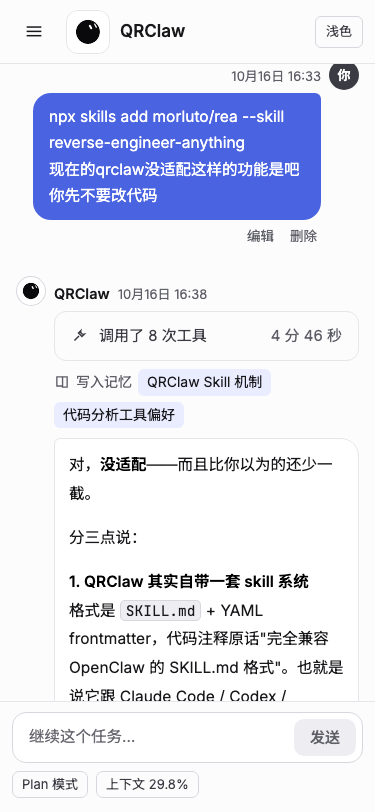 QRClaw
浅色
10月16日 16:33
你
npx skills add morluto/rea --skill
reverse-engineer-anything
现在的qrclaw没适配这样的功能是吧
你先不要改代码
编辑 删除
QRClaw 10月16日 16:38
调用了 8 次工具 4 分 46 秒
写入记忆 QRClaw Skill 机制
代码分析工具偏好
对，没适配——而且比你以为的还少一
截。
分三点说：
1. QRClaw 其实自带一套 skill 系统
格式是 SKILL.md + YAML
frontmatter，代码注释原话"完全兼容
OpenClaw 的 SKILL.md 格式"。也就是
说它跟 Claude Code / Codex /
继续这个任务...
发送
Plan 模式 上下文 29.8%